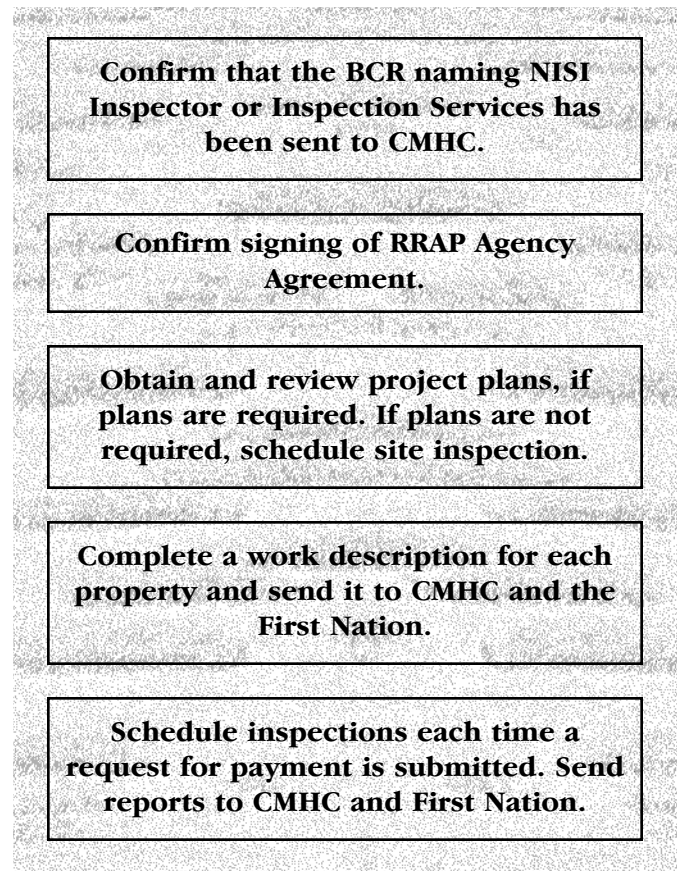 Confirm that the BCR naming NISI
Inspector or Inspection Services has
been sent to CMHC.
Confirm signing of RRAP Agency
Agreement.
Obtain and review project plans, if
plans are required. If plans are not
required, schedule site inspection.
Complete a work description for each
property and send it to CMHC and the
First Nation.
Schedule inspections each time a
request for payment is submitted. Send
reports to CMHC and First Nation.